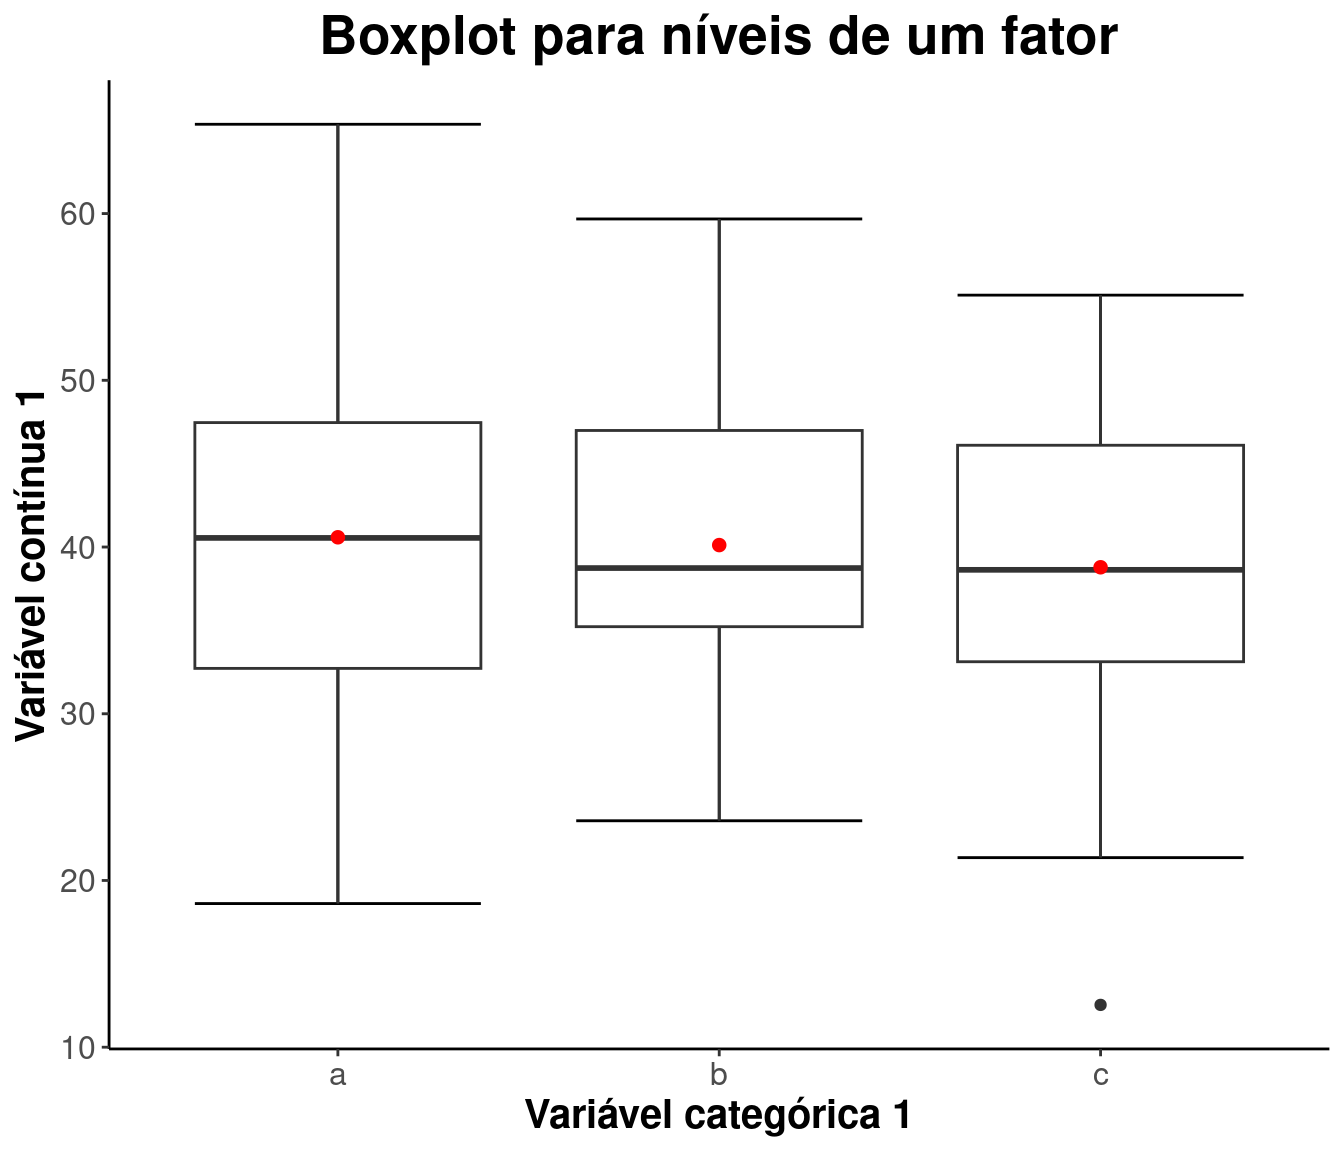 Boxplot para níveis de um fator
Variável contínua 1
60
50
40
30
20
10
a
b
c
Variável categórica 1